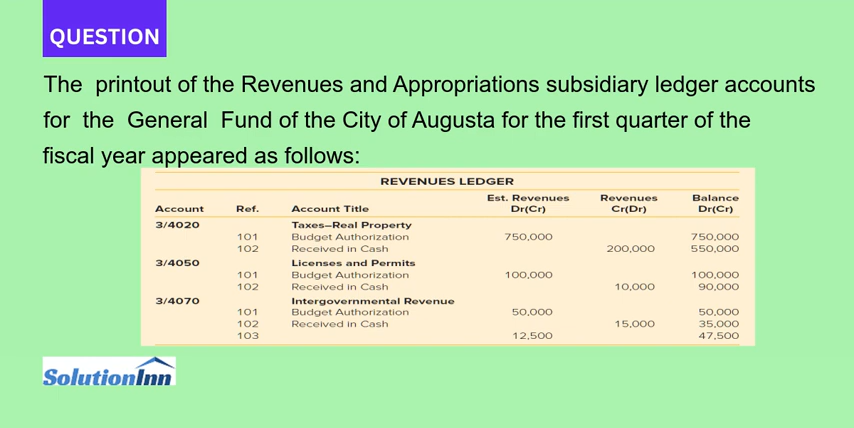 QUESTION
The printout of the Revenues and Appropriations subsidiary ledger accounts
for the General Fund of the City of Augusta for the first quarter of the
fiscal year appeared as follows:
REVENUES LEDGER
Est. Revenues Revenues Balance
Account Ref. Account Title Dr(Cr) Cr(Dr) Dr(Cr)
3/4020 Taxes—Real Property
101 Budget Authorization 750,000 750,000
102 Received in Cash 200,000 550,000
3/4050 Licenses and Permits
101 Budget Authorization 100,000 100,000
102 Received in Cash 10,000 90,000
3/4070 Intergovernmental Revenue
101 Budget Authorization 50,000 50,000
102 Received in Cash 15,000 35,000
103 12,500 47,500
SolutionInn